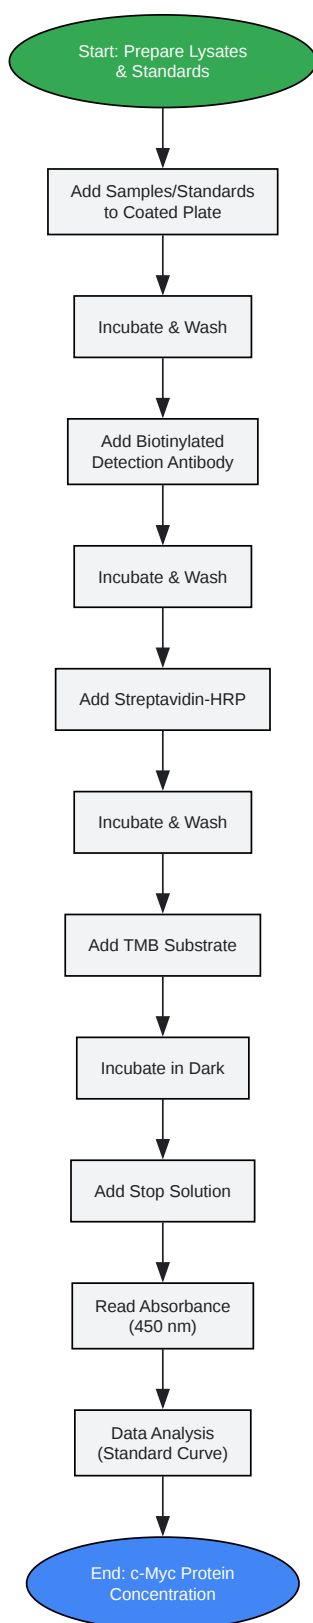 Start: Prepare Lysates
& Standards
Add Samples/Standards
to Coated Plate
Incubate & Wash
Add Biotinylated
Detection Antibody
Incubate & Wash
Add Streptavidin-HRP
Incubate & Wash
Add TMB Substrate
Incubate in Dark
Add Stop Solution
Read Absorbance
(450 nm)
Data Analysis
(Standard Curve)
End: c-Myc Protein
Concentration